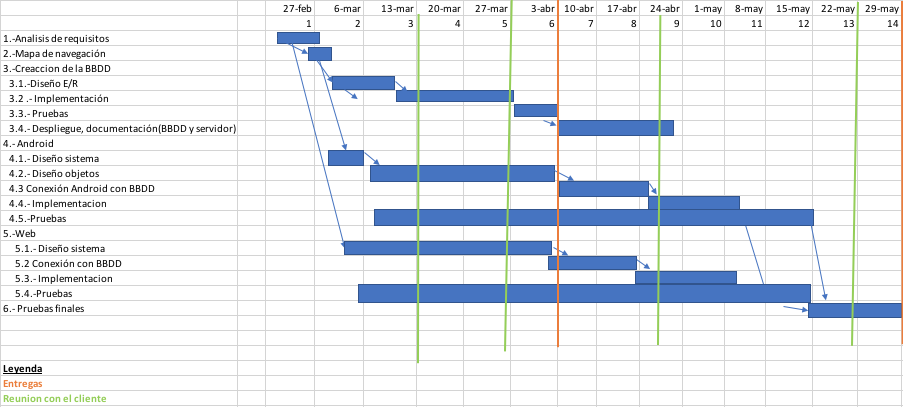 27-feb 6-mar 13-mar 20-mar 27-mar 3-abr 10-abr 17-abr 24-abr 1-may 8-may 15-may 22-may 29-may
1 2 3 4 5 6 7 8 9 10 11 12 13 14
1.-Analisis de requisitos
2.-Mapa de navegación
3.-Creaccion de la BBDD
3.1.-Diseño E/R
3.2 .- Implementación
3.3.- Pruebas
3.4.- Despliegue, documentación(BBDD y servidor)
4.- Android
4.1.- Diseño sistema
4.2.- Diseño objetos
4.3 Conexión Android con BBDD
4.4.- Implementacion
4.5.-Pruebas
5.-Web
5.1.- Diseño sistema
5.2 Conexión con BBDD
5.3.- Implementacion
5.4.-Pruebas
6.- Pruebas finales
Leyenda
Entregas
Reunion con el cliente